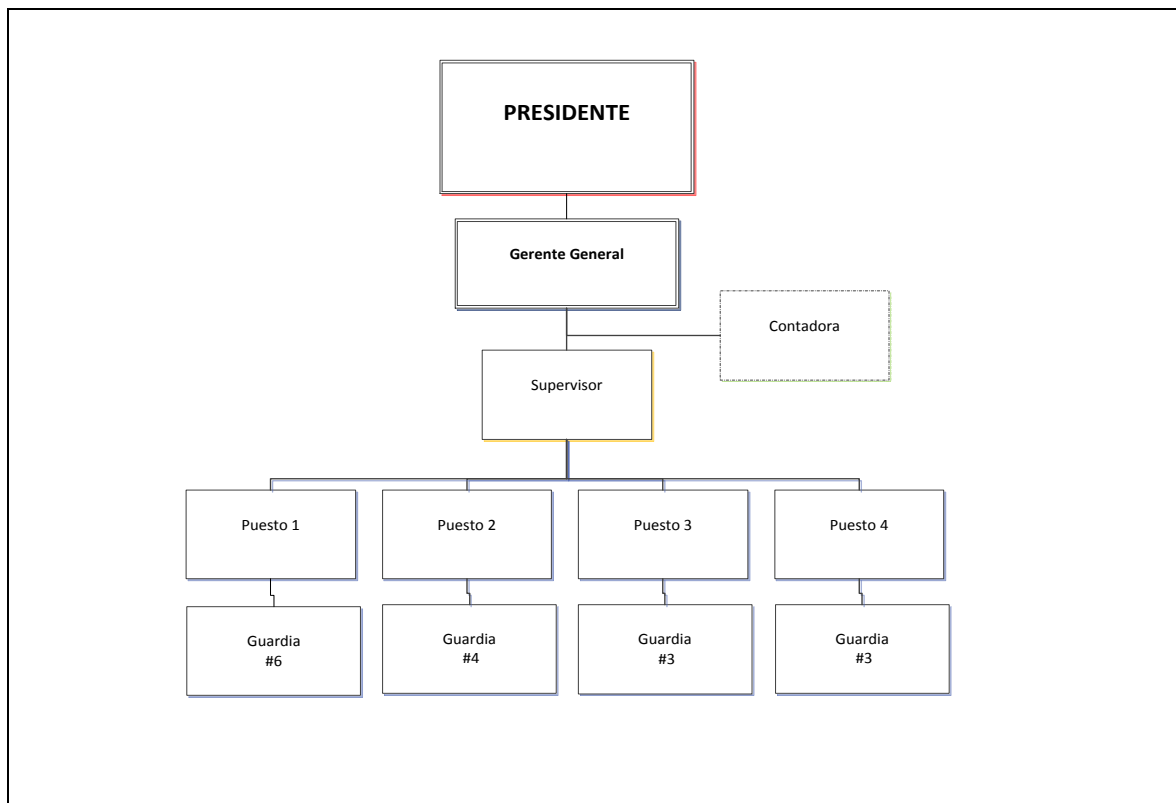 PRESIDENTE
Gerente General
Contadora
Supervisor
Puesto 1
Puesto 2
Puesto 3
Puesto 4
Guardia
#6
Guardia
#4
Guardia
#3
Guardia
#3